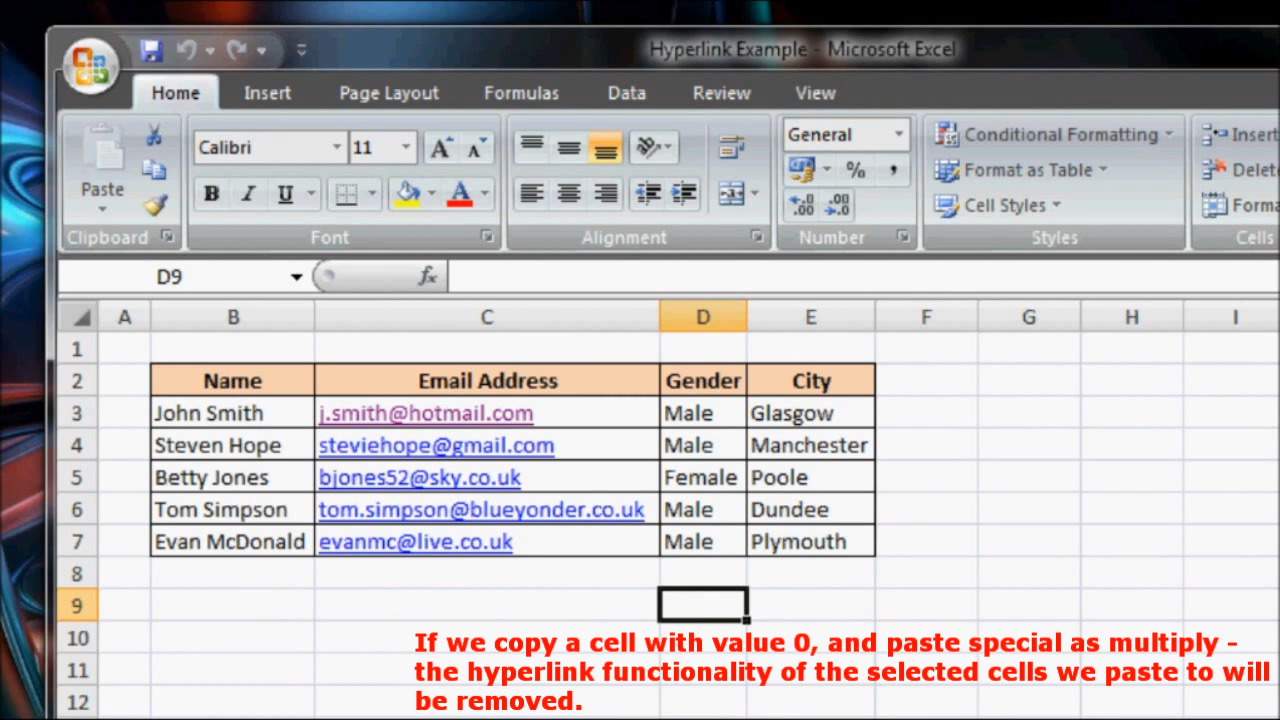 Hyperlink Example - Microsoft Excel
Home Insert Page Layout Formulas Data Review View
Calibri 11 General Conditional Formatting Insert
Paste Format as Table Delet
B I U Cell Styles Forma
Clipboard Font Alignment Number Styles Cells
D9 fx
A B C D E F G H I
1
2 Name Email Address Gender City
3 John Smith j.smith@hotmail.com Male Glasgow
4 Steven Hope steviehope@gmail.com Male Manchester
5 Betty Jones bjones52@sky.co.uk Female Poole
6 Tom Simpson tom.simpson@blueyonder.co.uk Male Dundee
7 Evan McDonald evanmc@live.co.uk Male Plymouth
8
9
10
11
12
If we copy a cell with value 0, and paste special as multiply -
the hyperlink functionality of the selected cells we paste to will
be removed.